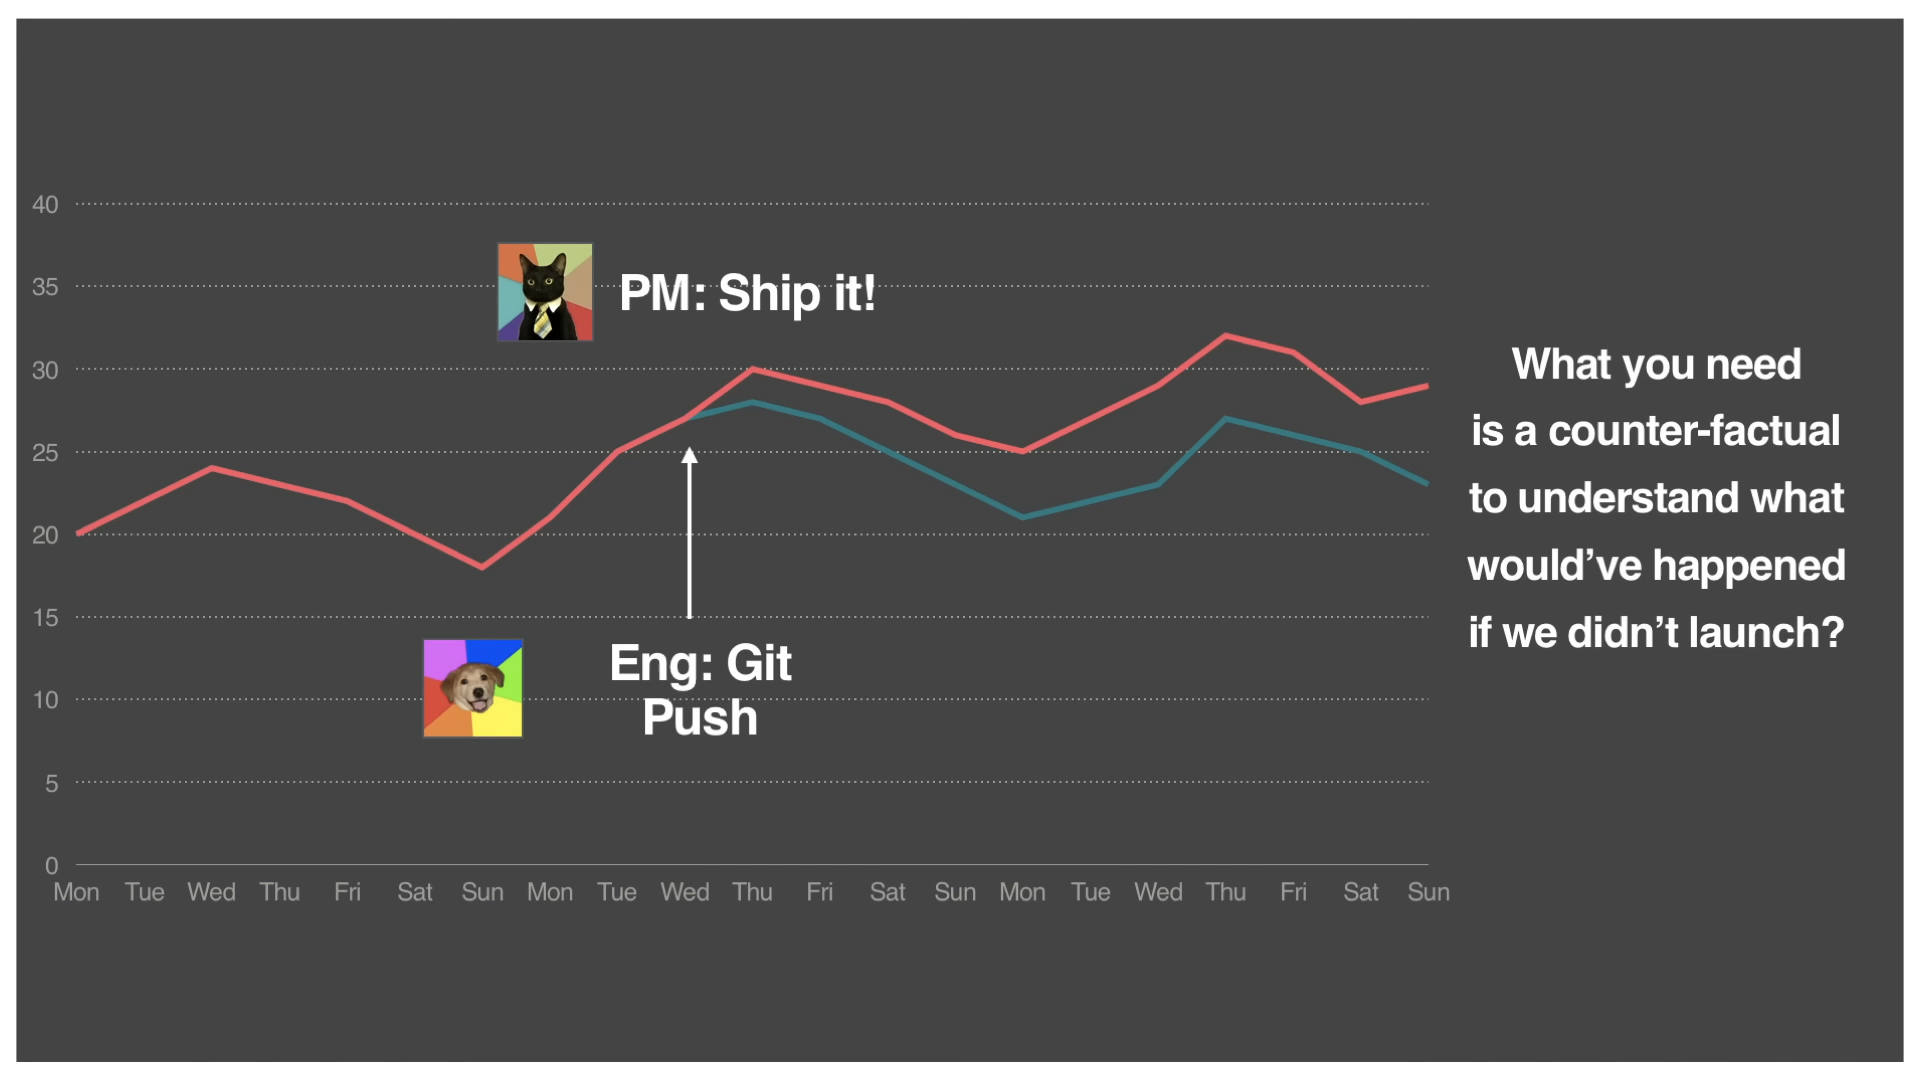 40
35
30
25
20
15
10
5
0
PM: Ship it!
Eng: Git
Push
What you need
is a counter-factual
to understand what
would’ve happened
if we didn’t launch?
Mon Tue Wed Thu Fri Sat Sun Mon Tue Wed Thu Fri Sat Sun Mon Tue Wed Thu Fri Sat Sun